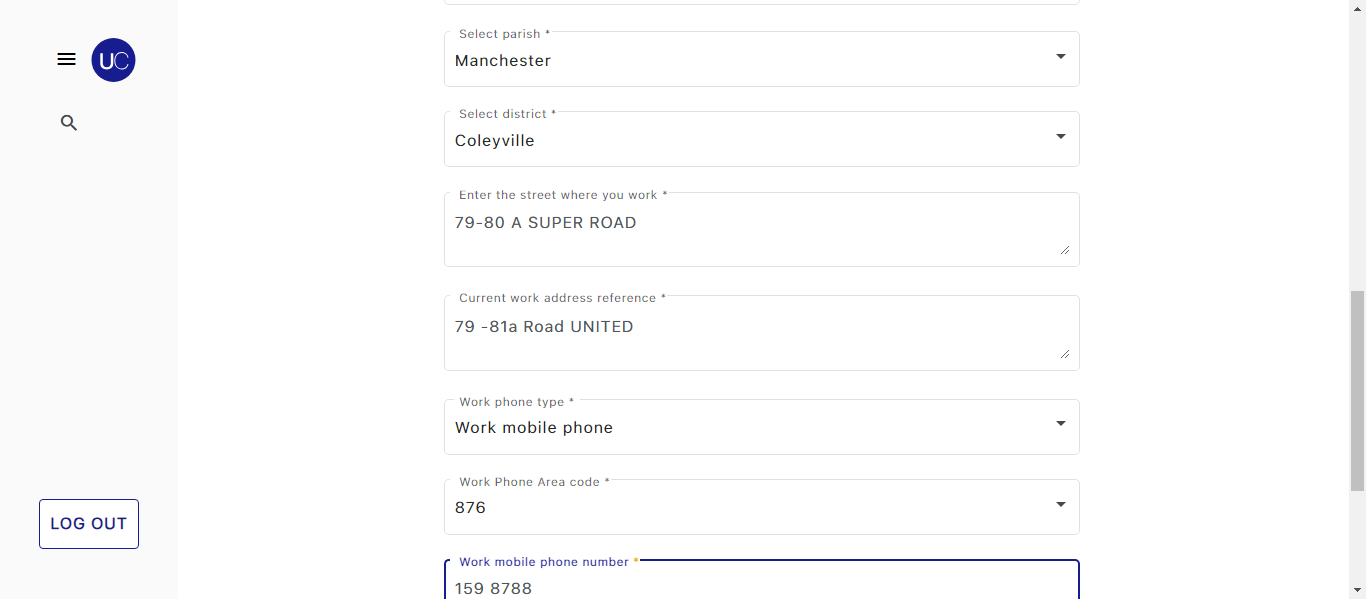 UC
Select parish *
Manchester
Select district *
Coleyville
Enter the street where you work *
79-80 A SUPER ROAD
Current work address reference *
79 -81a Road UNITED
Work phone type *
Work mobile phone
Work Phone Area code *
876
LOG OUT
Work mobile phone number *
159 8788